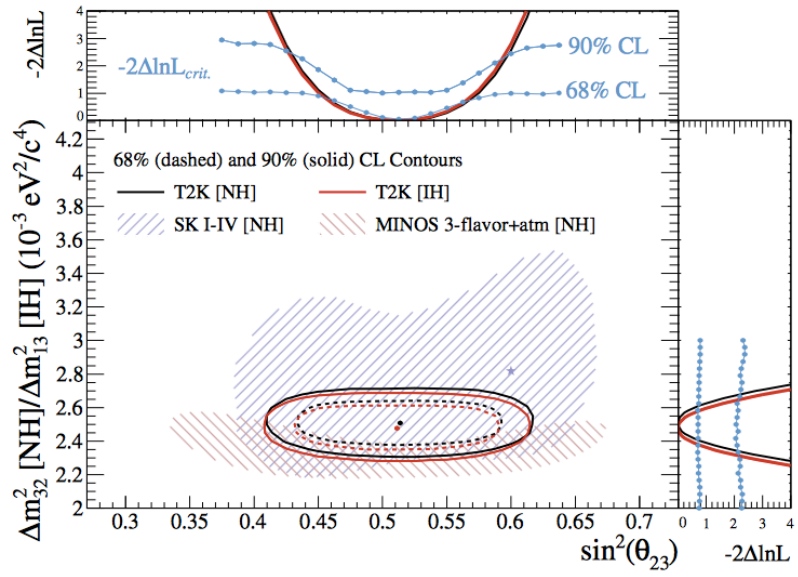 -2ΔlnL
4
3
2
1
0
-2ΔlnL_crit.
90% CL
68% CL
Δm²₃₂ [NH]/Δm²₁₃ [IH] (10⁻³ eV²/c⁴)
4.2
4
3.8
3.6
3.4
3.2
3
2.8
2.6
2.4
2.2
2
68% (dashed) and 90% (solid) CL Contours
T2K [NH] T2K [IH]
SK I-IV [NH] MINOS 3-flavor+atm [NH]
0.3 0.35 0.4 0.45 0.5 0.55 0.6 0.65 0.7
sin²(θ₂₃)
0 1 2 3 4
-2ΔlnL